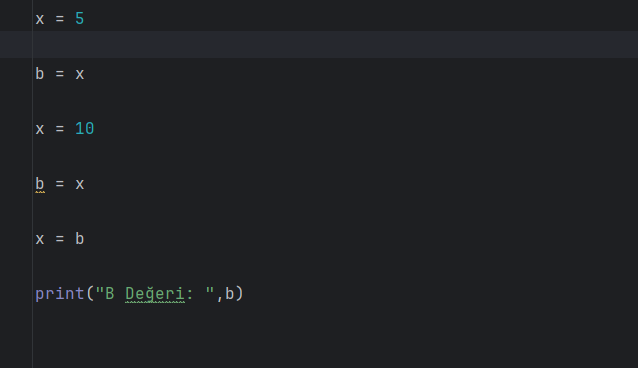 x = 5
b = x
x = 10
b = x
x = b
print("B Değeri: ",b)